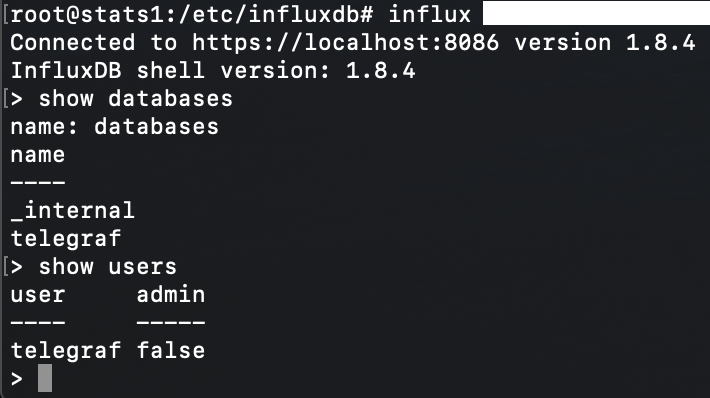 [root@stats1:/etc/influxdb# influx
Connected to https://localhost:8086 version 1.8.4
InfluxDB shell version: 1.8.4
[> show databases
name: databases
name
----
_internal
telegraf
[> show users
user     admin
----     -----
telegraf false
>